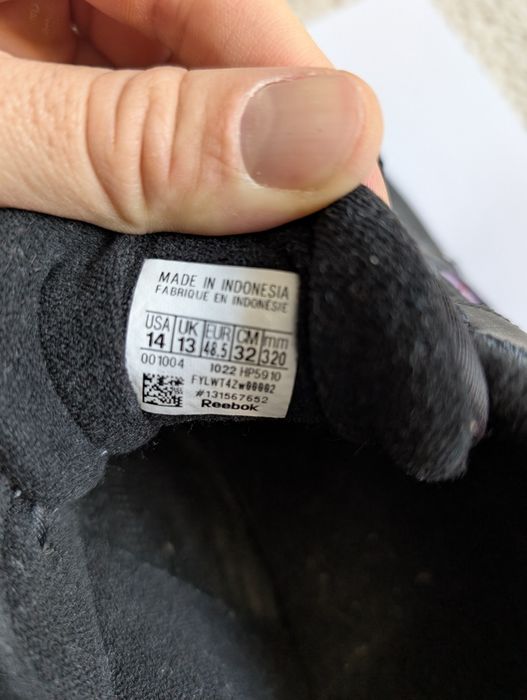 MADE IN INDONESIA
FABRIQUE EN INDONESIE
USA UK EUR CM mm
14 13 48.5 32 320
001004 1022 HP5910
FYLWT42w00002
#131567652
Reebok